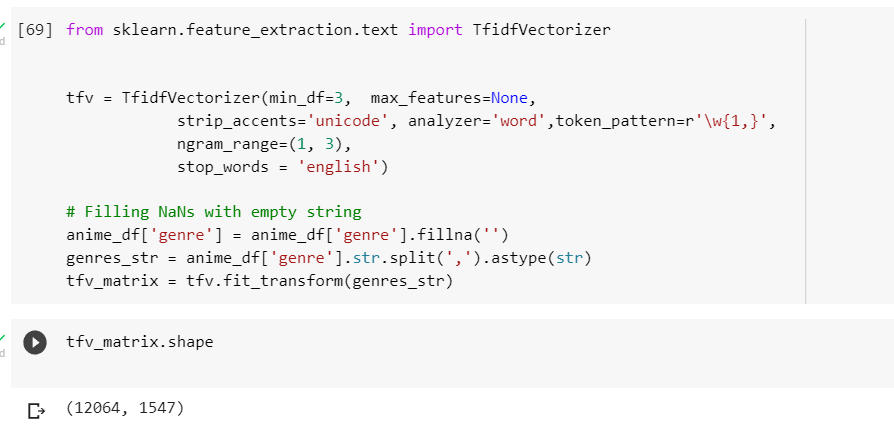 [69] from sklearn.feature_extraction.text import TfidfVectorizer
tfv = TfidfVectorizer(min_df=3,  max_features=None,
            strip_accents='unicode', analyzer='word',token_pattern=r'\w{1,}',
            ngram_range=(1, 3),
            stop_words = 'english')
# Filling NaNs with empty string
anime_df['genre'] = anime_df['genre'].fillna('')
genres_str = anime_df['genre'].str.split(',').astype(str)
tfv_matrix = tfv.fit_transform(genres_str)
tfv_matrix.shape
(12064, 1547)